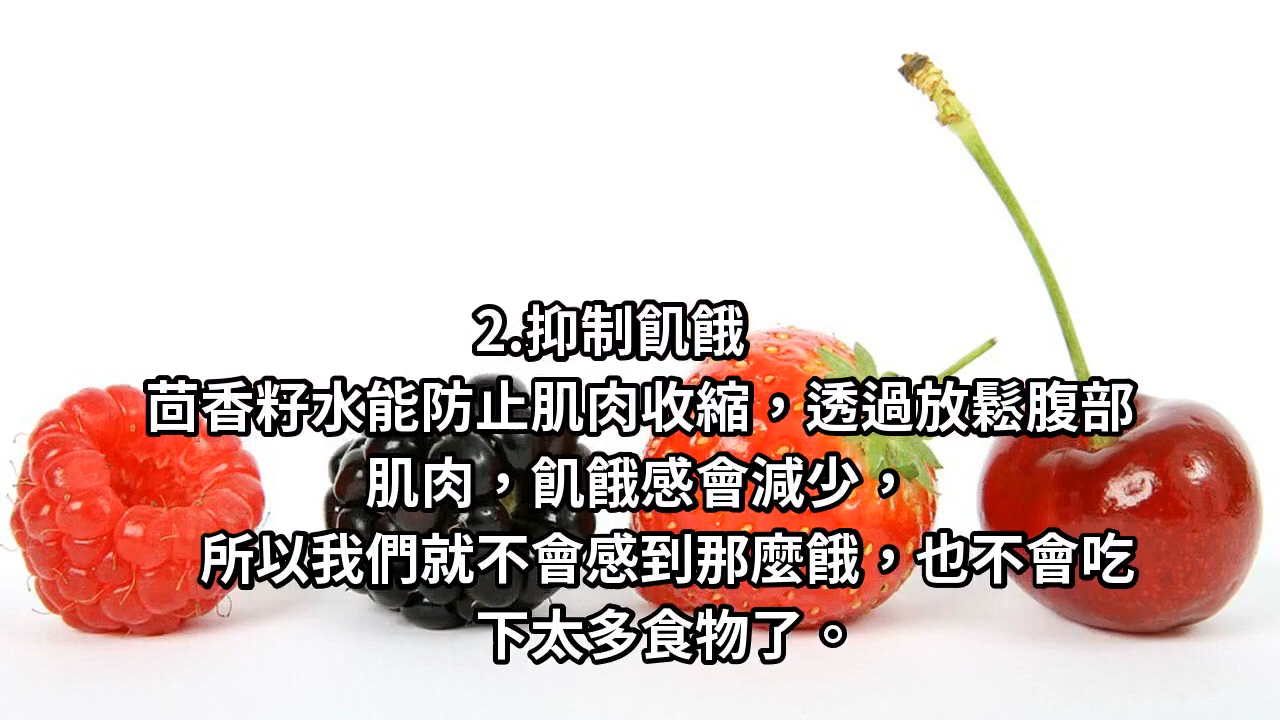 2.抑制飢餓
茴香籽水能防止肌肉收縮，透過放鬆腹部
肌肉，飢餓感會減少，
所以我們就不會感到那麼餓，也不會吃
下太多食物了。